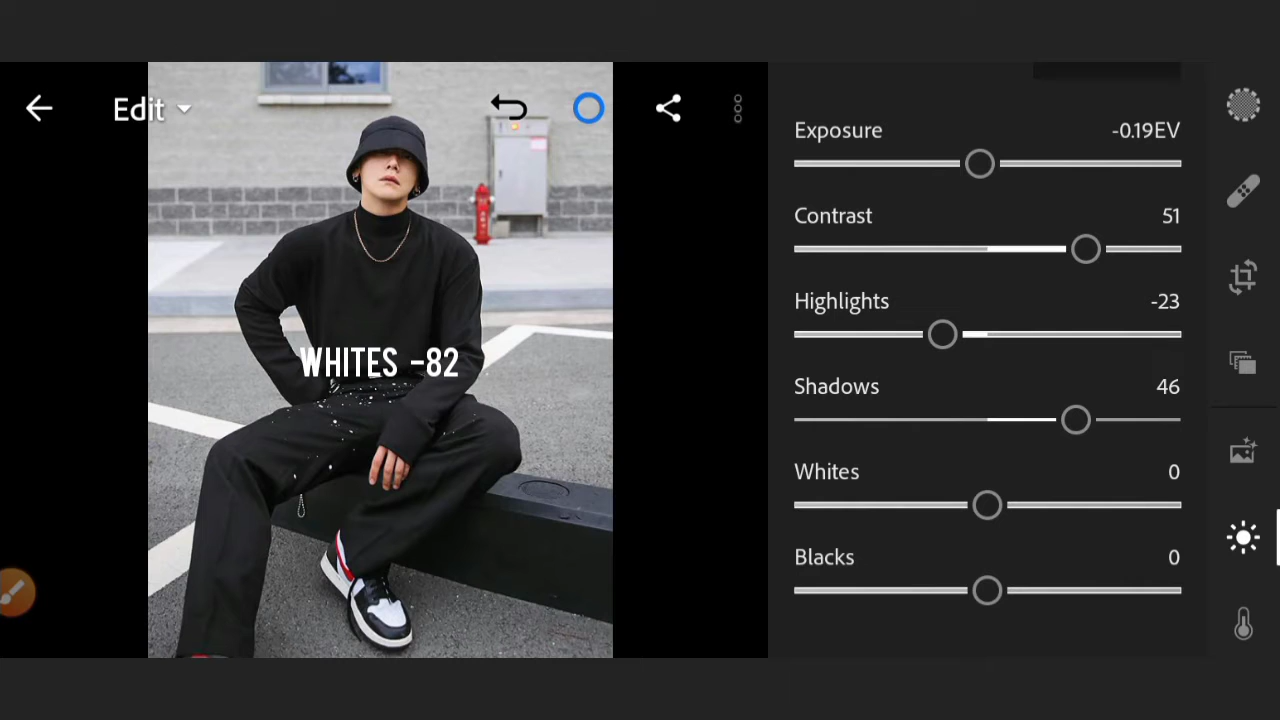 Edit
Exposure -0.19EV
Contrast 51
Highlights -23
Shadows 46
Whites 0
Blacks 0
WHITES -82